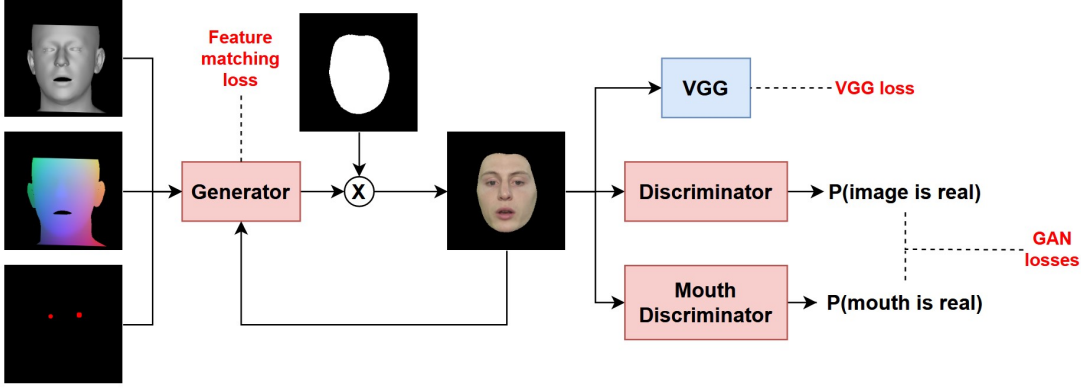 Feature
matching
loss
VGG
VGG loss
Generator
X
Discriminator
P(image is real)
GAN
losses
Mouth
Discriminator
P(mouth is real)